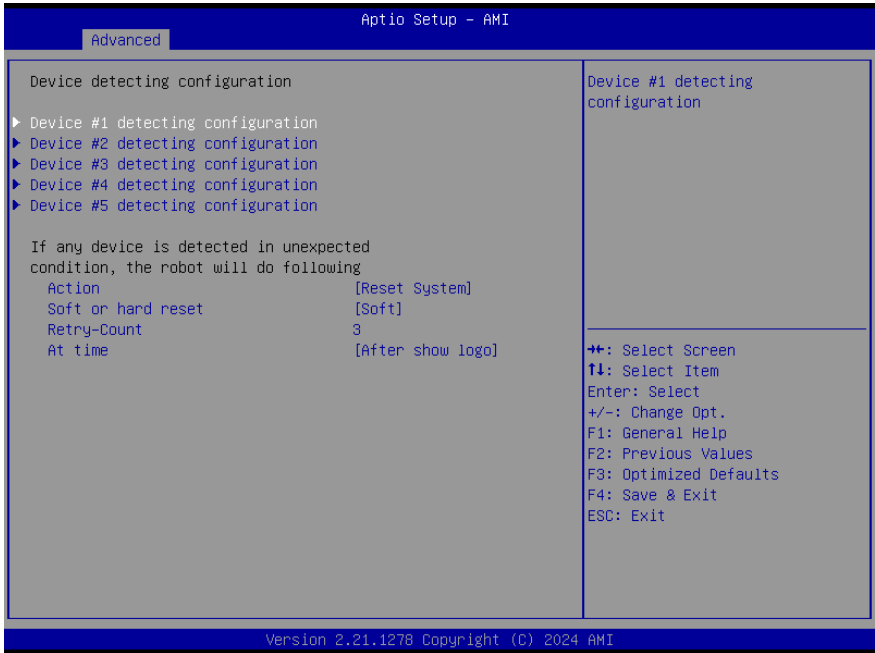 Aptio Setup – AMI
Advanced
Device detecting configuration
Device #1 detecting configuration
Device #2 detecting configuration
Device #3 detecting configuration
Device #4 detecting configuration
Device #5 detecting configuration
If any device is detected in unexpected
condition, the robot will do following
Action [Reset System]
Soft or hard reset [Soft]
Retry-Count 3
At time [After show logo]
Device #1 detecting
configuration
→←: Select Screen
↑↓: Select Item
Enter: Select
+/-: Change Opt.
F1: General Help
F2: Previous Values
F3: Optimized Defaults
F4: Save & Exit
ESC: Exit
Version 2.21.1278 Copyright (C) 2024 AMI